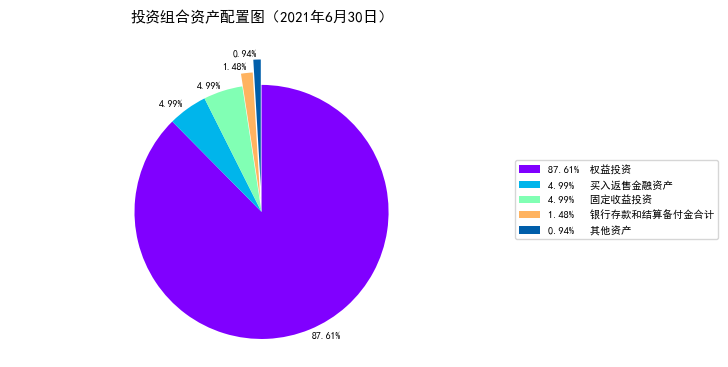 投资组合资产配置图（2021年6月30日）
0.94%
1.48%
4.99%
4.99%
87.61%
87.61% 权益投资
4.99% 买入返售金融资产
4.99% 固定收益投资
1.48% 银行存款和结算备付金合计
0.94% 其他资产